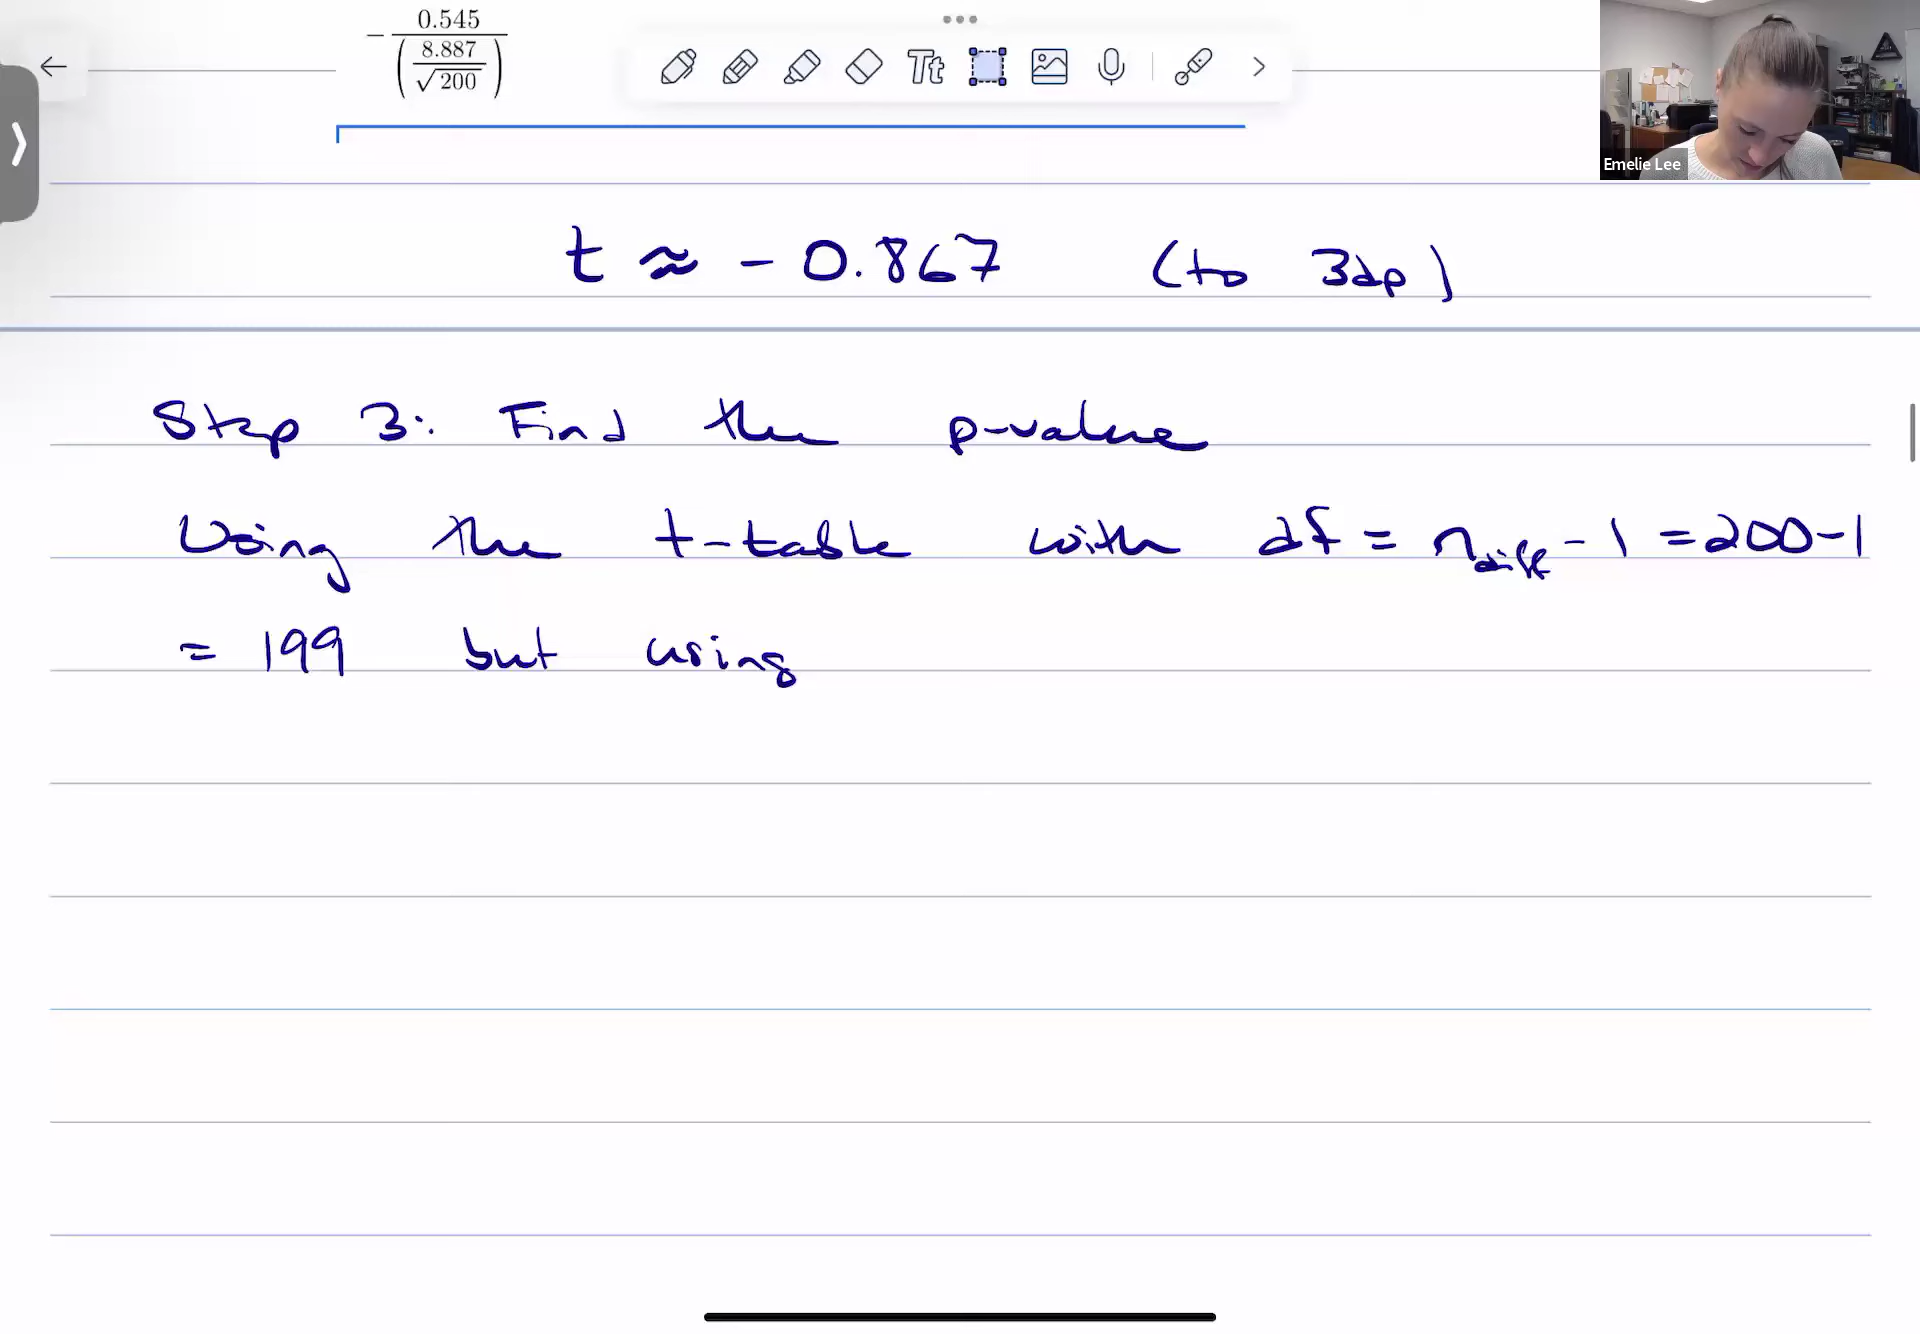 - 0.545 / (8.887 / √200)
Tt
Emelie Lee
t ≈ - 0.867 (to 3dp)
Step 3: Find the p-value
Using the t-table with df = n_diff - 1 = 200-1
= 199 but using